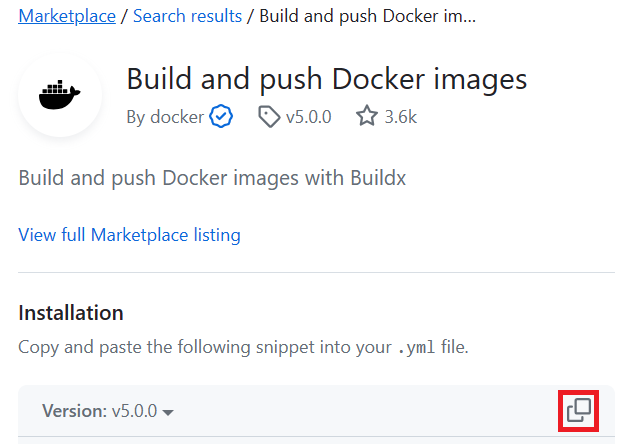 Marketplace / Search results / Build and push Docker im...
Build and push Docker images
By docker v5.0.0 3.6k
Build and push Docker images with Buildx
View full Marketplace listing
Installation
Copy and paste the following snippet into your .yml file.
Version: v5.0.0